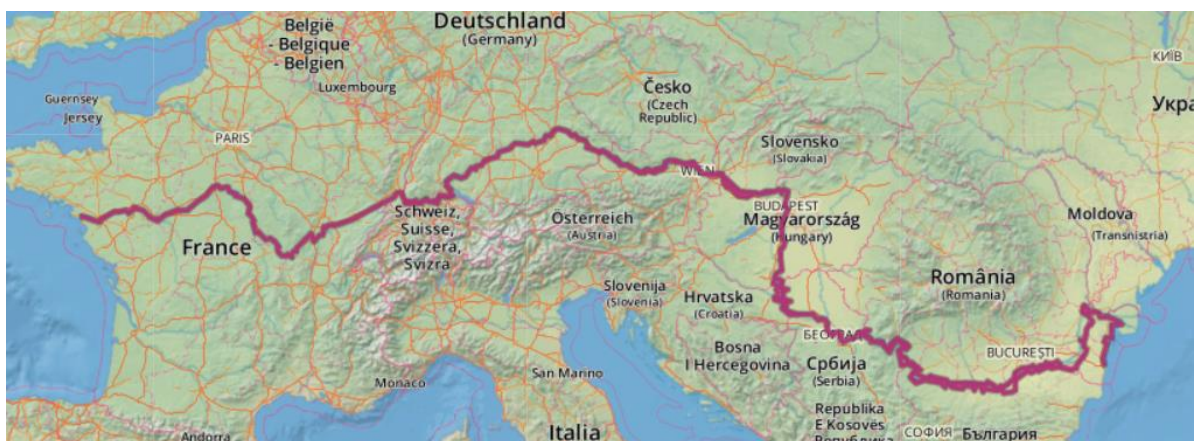 België
- Belgique
- Belgien
Deutschland
(Germany)
Luxembourg
Česko
(Czech
Republic)
КИЇВ
Guernsey
Jersey
PARIS
Slovensko
(Slovakia)
WIEN
BUDAPEST
Magyarország
(Hungary)
Moldova
(Transnistria)
France
Schweiz,
Suisse,
Svizzera,
Svizra
Österreich
(Austria)
România
(Romania)
Slovenija
(Slovenia)
Hrvatska
(Croatia)
Bosna
I Hercegovina
Србија
(Serbia)
BUCUREȘTI
Monaco
San Marino
Andorra
Italia
Republika
E Kosovës
СОФИЯ
България